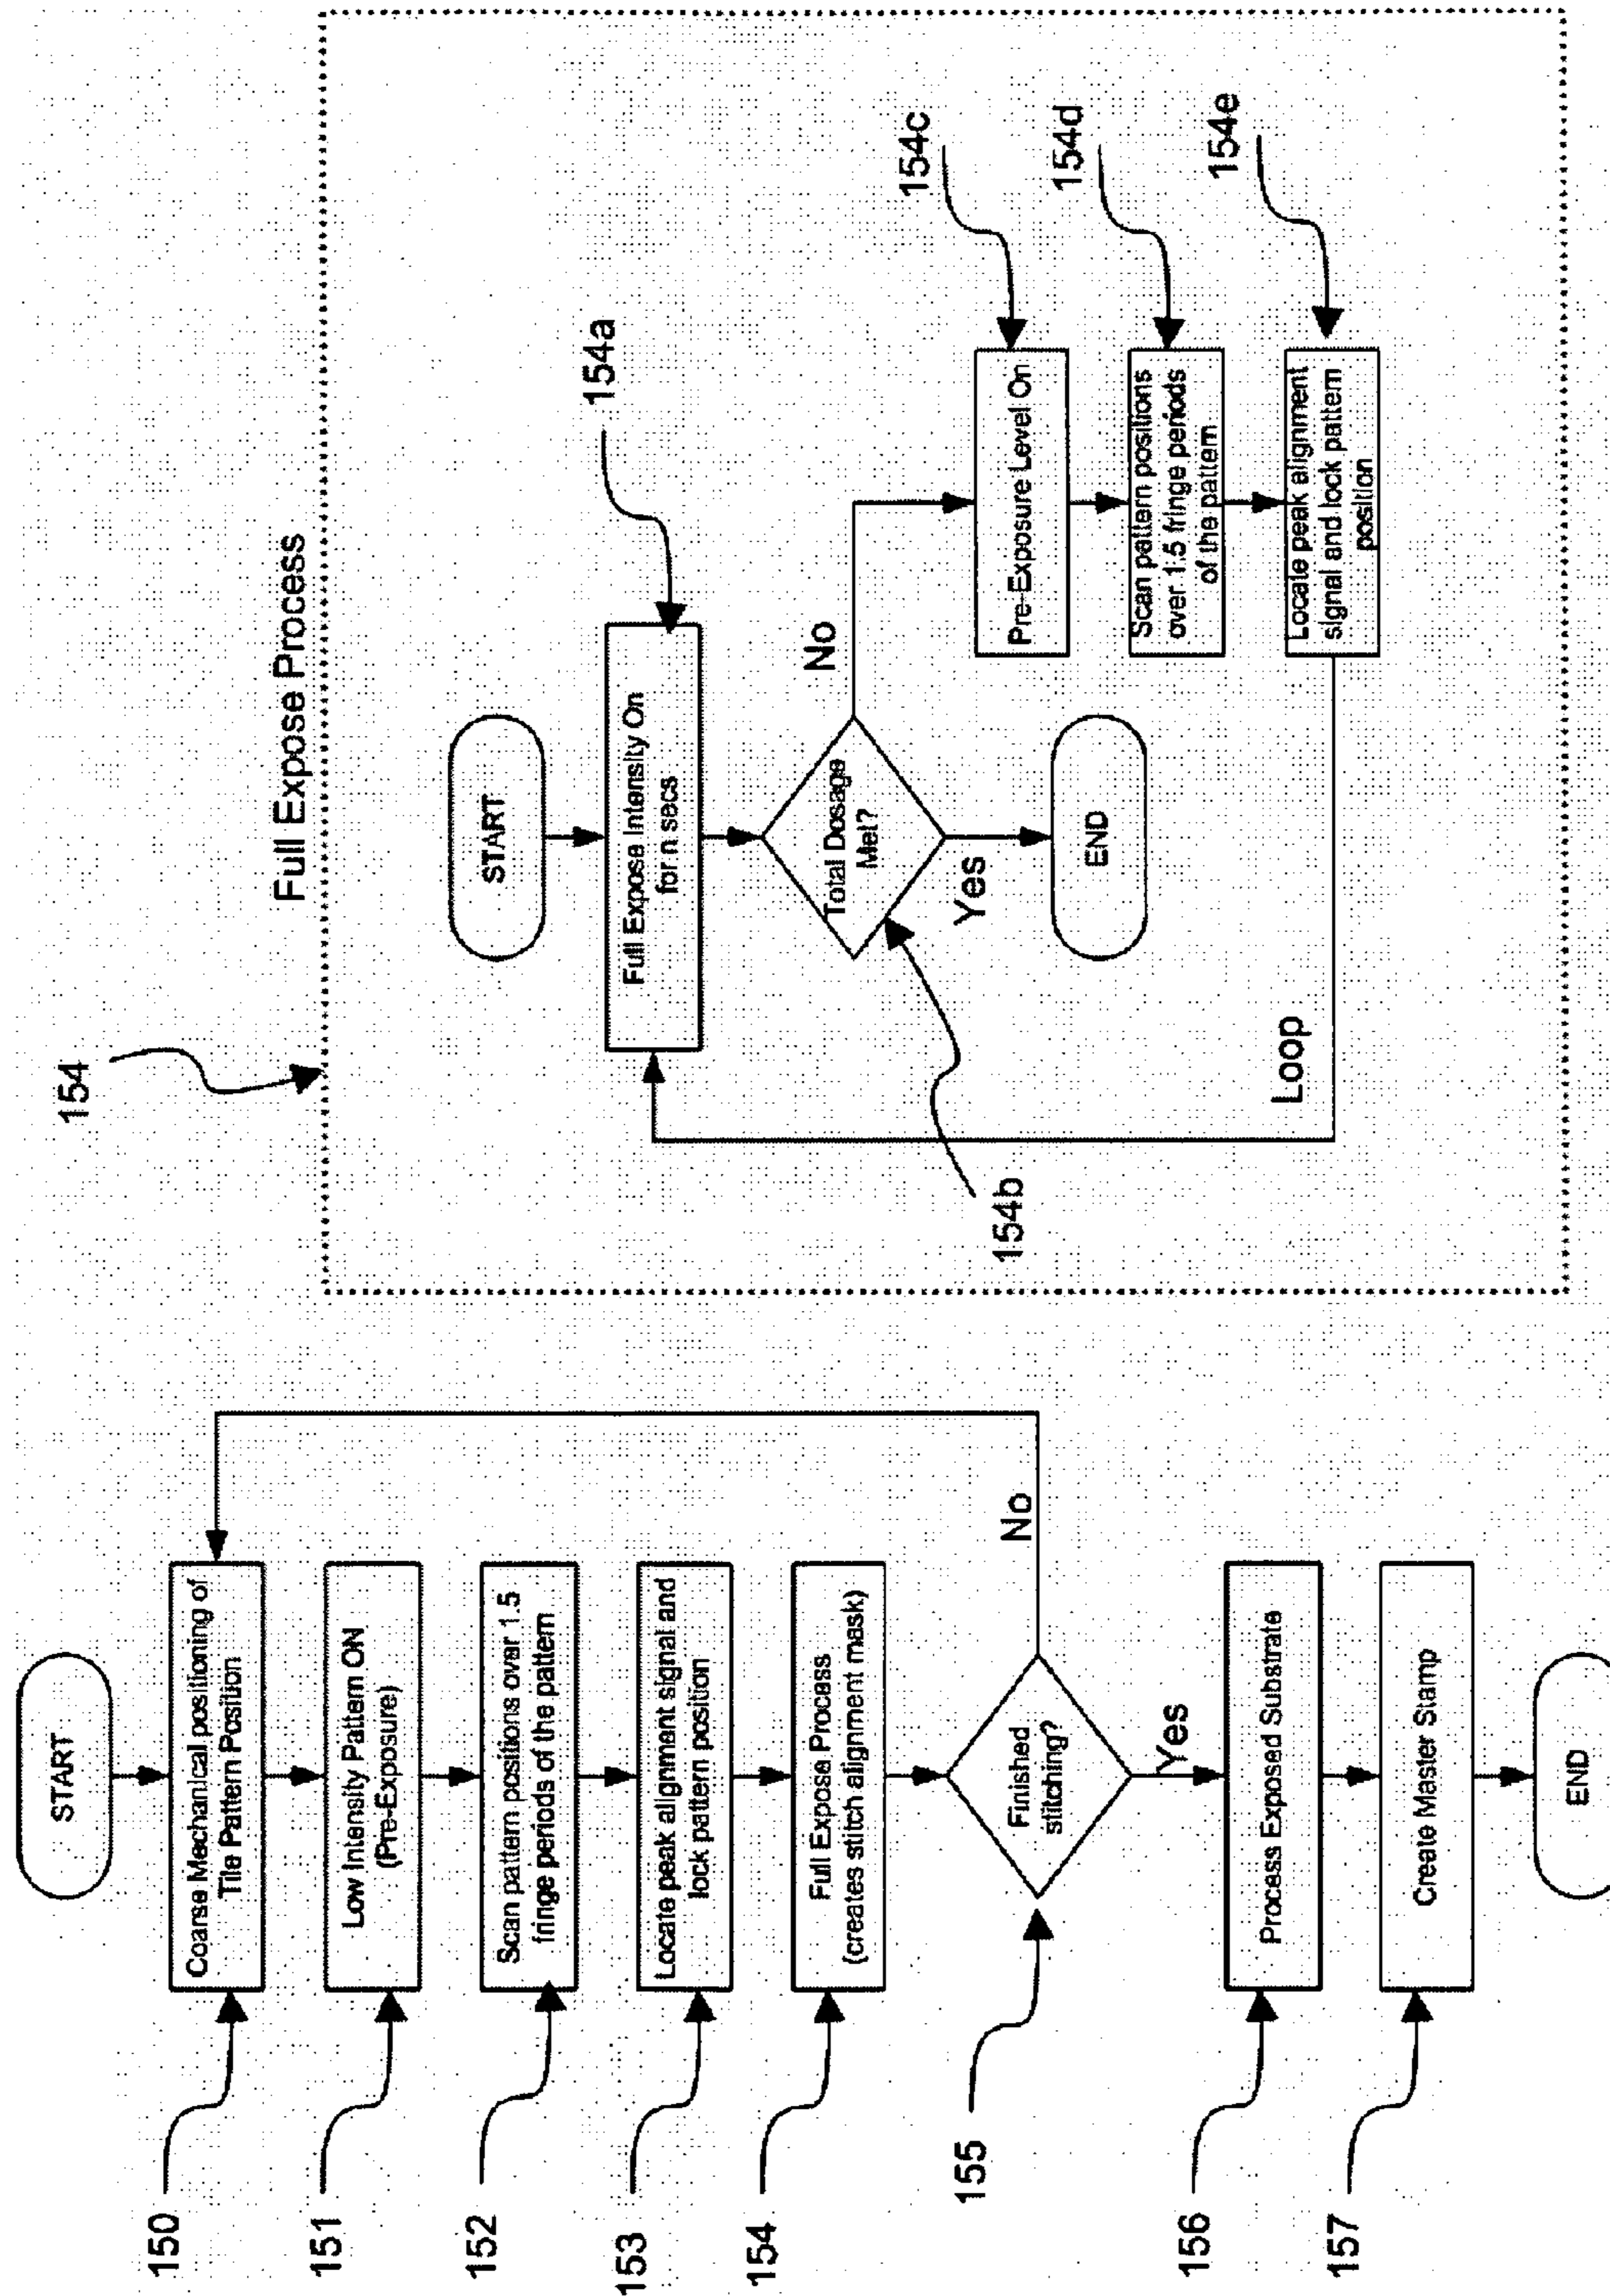 START
150
Coarse Mechanical positioning of
Tile Pattern Position
151
Low Intensity Pattern ON
(Pre-Exposure)
152
Scan pattern positions over 1.5
fringe periods of the pattern
153
Locate peak alignment signal and
lock pattern position
154
Full Expose Process
(creates stitch alignment mask)
155
Finished
stitching?
No
Yes
156
Process Exposed Substrate
157
Create Master Stamp
END
154
Full Expose Process
START
154a
Full Expose Intensity On
for n secs
154b
Total Dosage
Met?
No
Yes
END
154c
Pre-Exposure Level On
154d
Scan pattern positions
over 1.5 fringe periods
of the pattern
154e
Locate peak alignment
signal and lock pattern
position
Loop